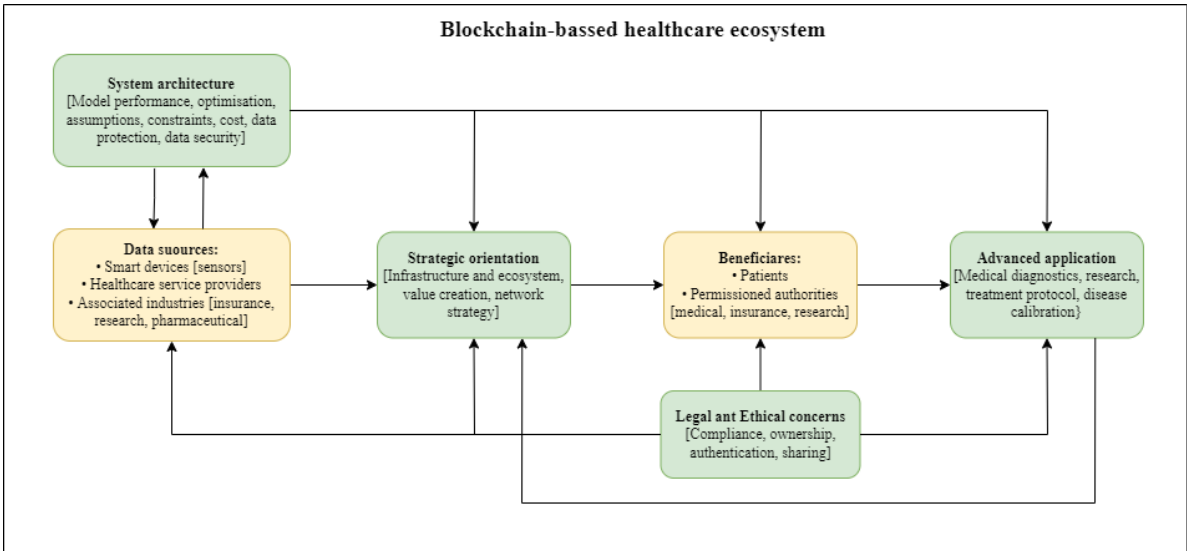 Blockchain-bassed healthcare ecosystem
System architecture
[Model performance, optimisation,
assumptions, constraints, cost, data
protection, data security]
Data suources:
• Smart devices [sensors]
• Healthcare service providers
• Associated industries [insurance,
research, pharmaceutical]
Strategic orientation
[Infrastructure and ecosystem,
value creation, network
strategy]
Beneficiares:
• Patients
• Permissioned authorities
[medical, insurance, research]
Advanced application
[Medical diagnostics, research,
treatment protocol, disease
calibration}
Legal ant Ethical concerns
[Compliance, ownership,
authentication, sharing]